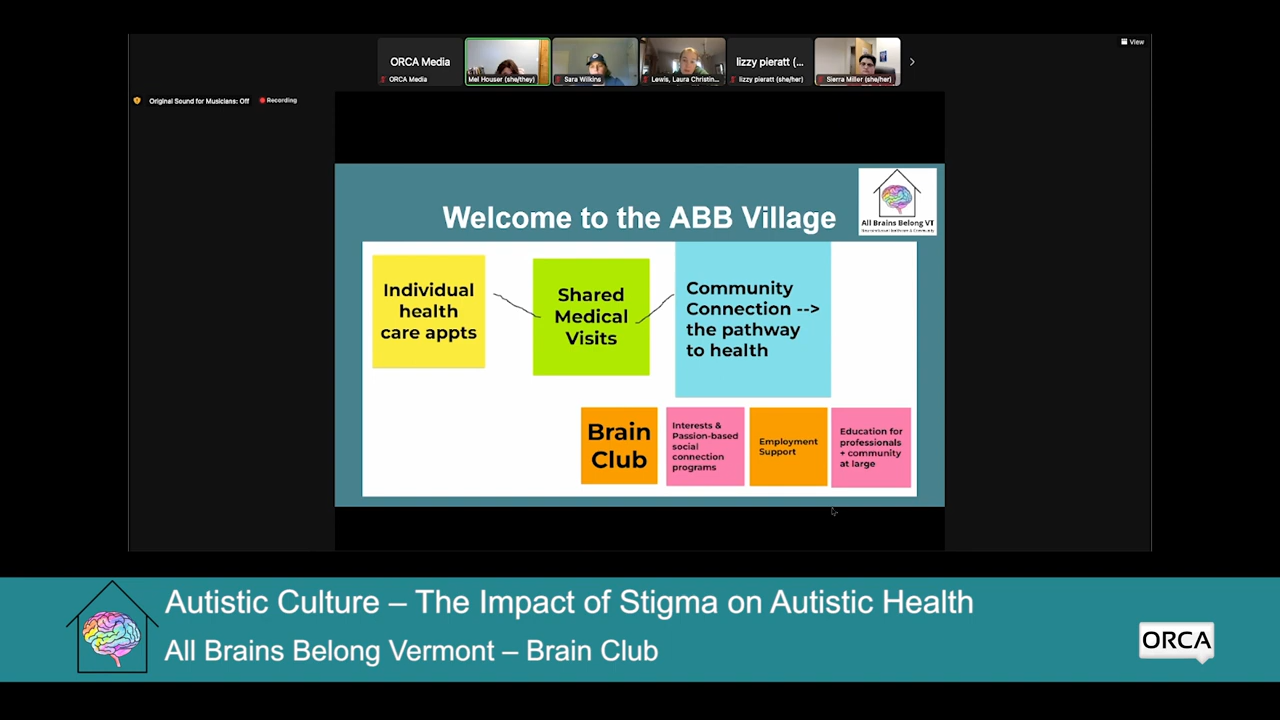 View
ORCA Media
ORCA Media
Mel Houser (she/they)
Sara Wilkins
Lewis, Laura Christin...
lizzy pieratt (...
lizzy pieratt (she/her)
Sierra Miller (she/her)
Original Sound for Musicians: Off
Recording
Welcome to the ABB Village
All Brains Belong VT
Individual
health
care appts
Shared
Medical
Visits
Community
Connection -->
the pathway
to health
Brain
Club
Interests &
Passion-based
social
connection
programs
Employment
Support
Education for
professionals
+ community
at large
Autistic Culture – The Impact of Stigma on Autistic Health
All Brains Belong Vermont – Brain Club
ORCA